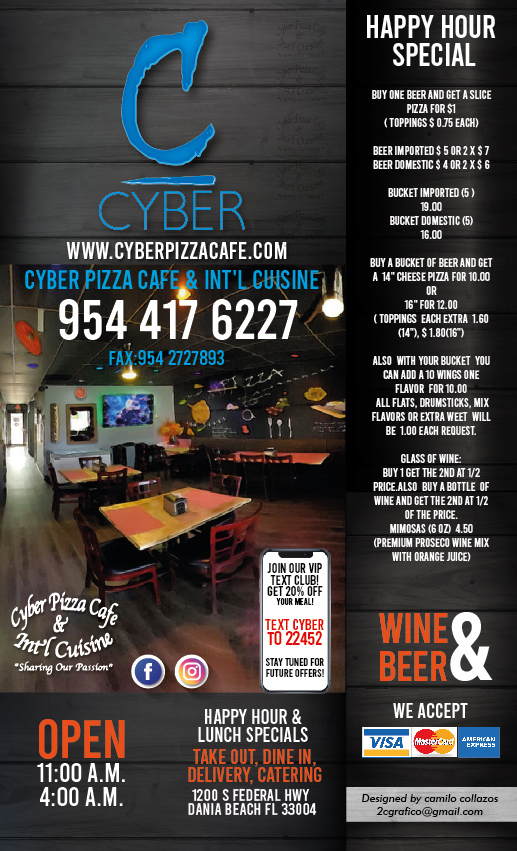 C
CYBER
WWW.CYBERPIZZACAFE.COM
CYBER PIZZA CAFE & INT'L CUISINE
954 417 6227
FAX:954 2727893
JOIN OUR VIP
TEXT CLUB!
GET 20% OFF
YOUR MEAL!
TEXT CYBER
TO 22452
STAY TUNED FOR
FUTURE OFFERS!
Cyber Pizza Cafe
&
Int'l Cuisine
"Sharing Our Passion"
OPEN
11:00 A.M.
4:00 A.M.
HAPPY HOUR &
LUNCH SPECIALS
TAKE OUT, DINE IN,
DELIVERY, CATERING
1200 S FEDERAL HWY
DANIA BEACH FL 33004
HAPPY HOUR
SPECIAL
BUY ONE BEER AND GET A SLICE
PIZZA FOR $1
( TOPPINGS $ 0.75 EACH)
BEER IMPORTED $ 5 OR 2 X $ 7
BEER DOMESTIC $ 4 OR 2 X $ 6
BUCKET IMPORTED (5 )
19.00
BUCKET DOMESTIC (5)
16.00
BUY A BUCKET OF BEER AND GET
A 14" CHEESE PIZZA FOR 10.00
OR
16" FOR 12.00
( TOPPINGS EACH EXTRA 1.60
(14"), $ 1.80(16")
ALSO WITH YOUR BUCKET YOU
CAN ADD A 10 WINGS ONE
FLAVOR FOR 10.00
ALL FLATS, DRUMSTICKS, MIX
FLAVORS OR EXTRA WEET WILL
BE 1.00 EACH REQUEST.
GLASS OF WINE:
BUY 1 GET THE 2ND AT 1/2
PRICE.ALSO BUY A BOTTLE OF
WINE AND GET THE 2ND AT 1/2
OF THE PRICE.
MIMOSAS (6 OZ) 4.50
(PREMIUM PROSECO WINE MIX
WITH ORANGE JUICE)
WINE &
BEER
WE ACCEPT
VISA MasterCard AMERICAN EXPRESS
Designed by camilo collazos
2cgrafico@gmail.com